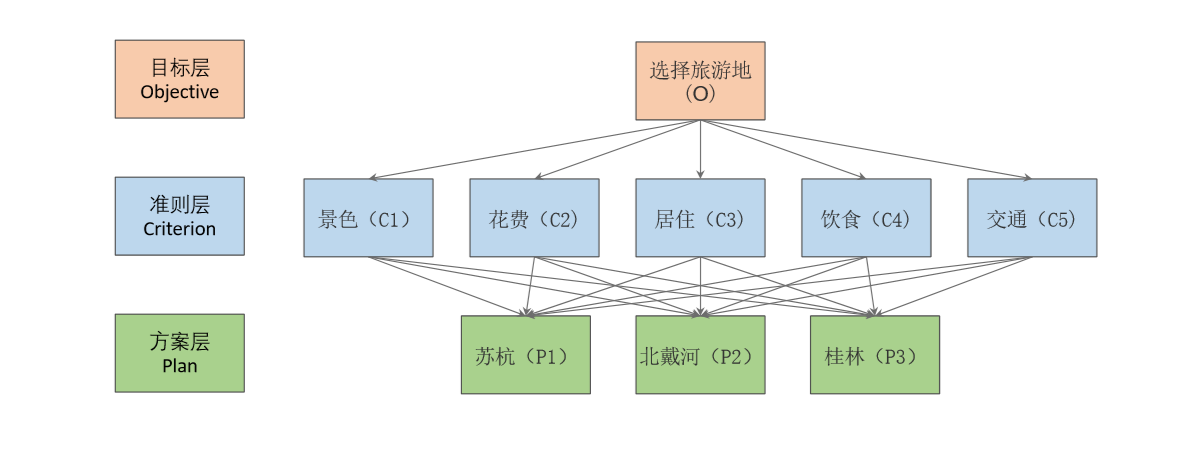 目标层
Objective
选择旅游地
（O）
准则层
Criterion
景色（C1）
花费（C2）
居住（C3）
饮食（C4）
交通（C5）
方案层
Plan
苏杭（P1）
北戴河（P2）
桂林（P3）